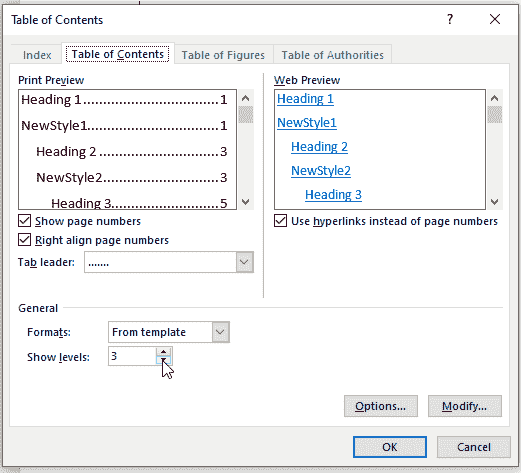 Table of Contents ? ×
Index Table of Contents Table of Figures Table of Authorities
Print Preview
Heading 1..................................1
NewStyle1.................................1
Heading 2.............................3
NewStyle2............................3
Heading 3.......................5
Show page numbers
Right align page numbers
Tab leader: .......
Web Preview
Heading 1
NewStyle1
Heading 2
NewStyle2
Heading 3
Use hyperlinks instead of page numbers
General
Formats: From template
Show levels: 3
Options... Modify...
OK Cancel